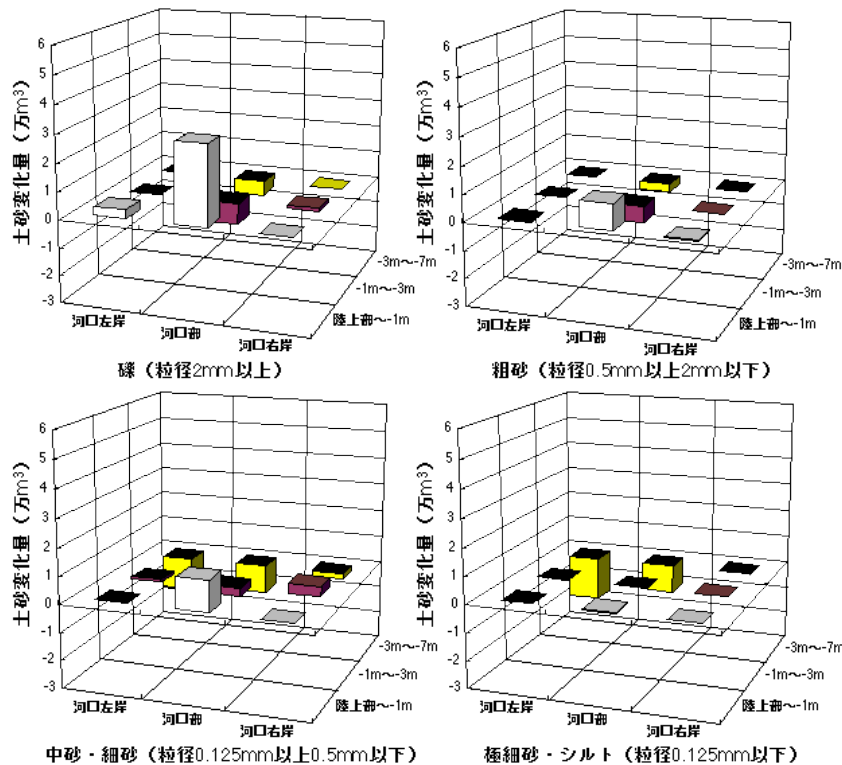 土砂変化量（万m³）
6
5
4
3
2
1
0
-1
-2
-3
河口左岸
河口部
河口右岸
陸上部～-1m
-1m～-3m
-3m～-7m
礫（粒径2mm以上）
土砂変化量（万m³）
6
5
4
3
2
1
0
-1
-2
-3
河口左岸
河口部
河口右岸
陸上部～-1m
-1m～-3m
-3m～-7m
粗砂（粒径0.5mm以上2mm以下）
土砂変化量（万m³）
6
5
4
3
2
1
0
-1
-2
-3
河口左岸
河口部
河口右岸
陸上部～-1m
-1m～-3m
-3m～-7m
中砂・細砂（粒径0.125mm以上0.5mm以下）
土砂変化量（万m³）
6
5
4
3
2
1
0
-1
-2
-3
河口左岸
河口部
河口右岸
陸上部～-1m
-1m～-3m
-3m～-7m
極細砂・シルト（粒径0.125mm以下）